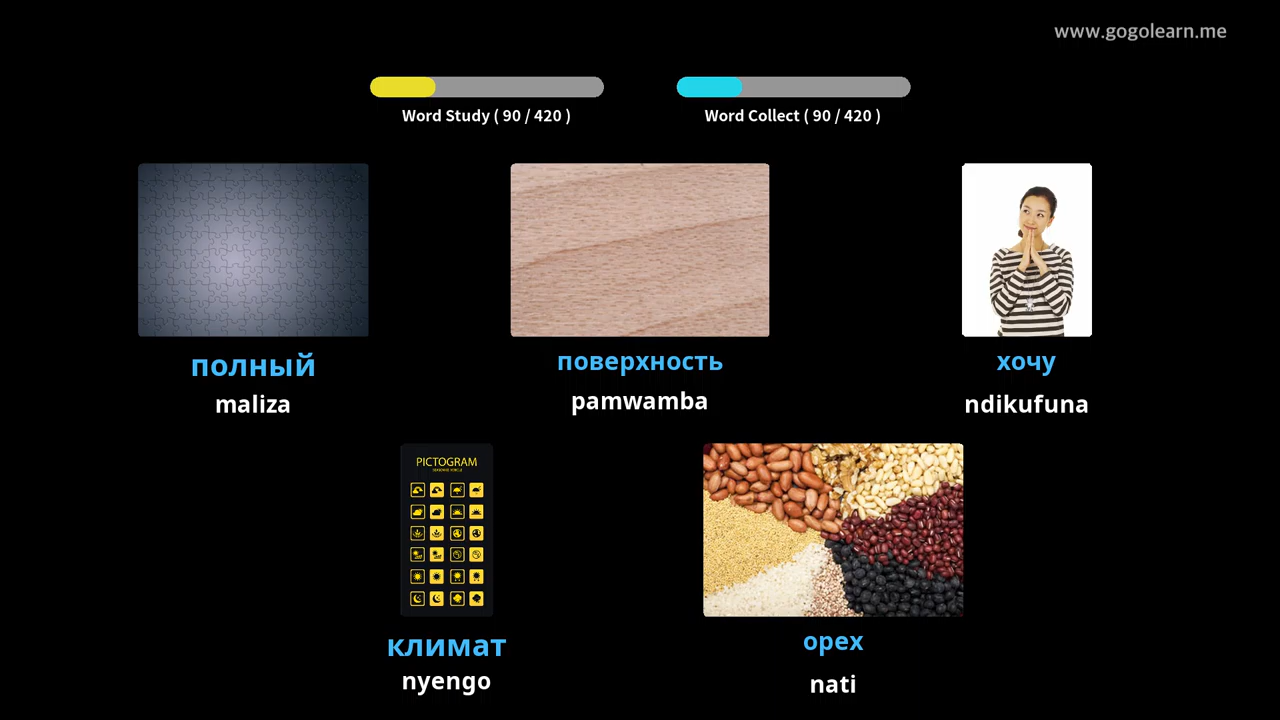 www.gogolearn.me
Word Study ( 90 / 420 )
Word Collect ( 90 / 420 )
полный
maliza
поверхность
pamwamba
хочу
ndikufuna
PICTOGRAM
климат
nyengo
орех
nati